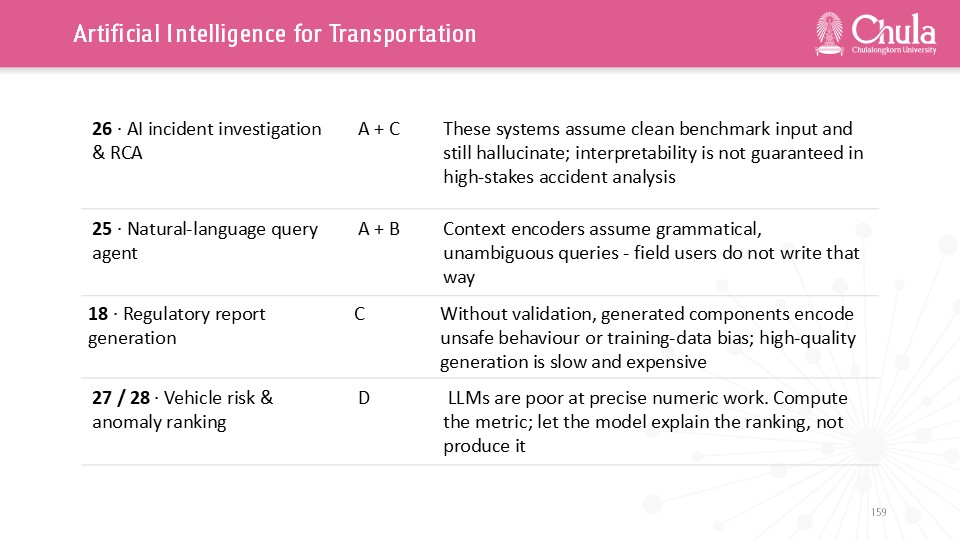 Artificial Intelligence for Transportation
Chula
Chulalongkorn University
26 · AI incident investigation
& RCA
A + C
These systems assume clean benchmark input and
still hallucinate; interpretability is not guaranteed in
high-stakes accident analysis
25 · Natural-language query
agent
A + B
Context encoders assume grammatical,
unambiguous queries - field users do not write that
way
18 · Regulatory report
generation
C
Without validation, generated components encode
unsafe behaviour or training-data bias; high-quality
generation is slow and expensive
27 / 28 · Vehicle risk &
anomaly ranking
D
LLMs are poor at precise numeric work. Compute
the metric; let the model explain the ranking, not
produce it
159